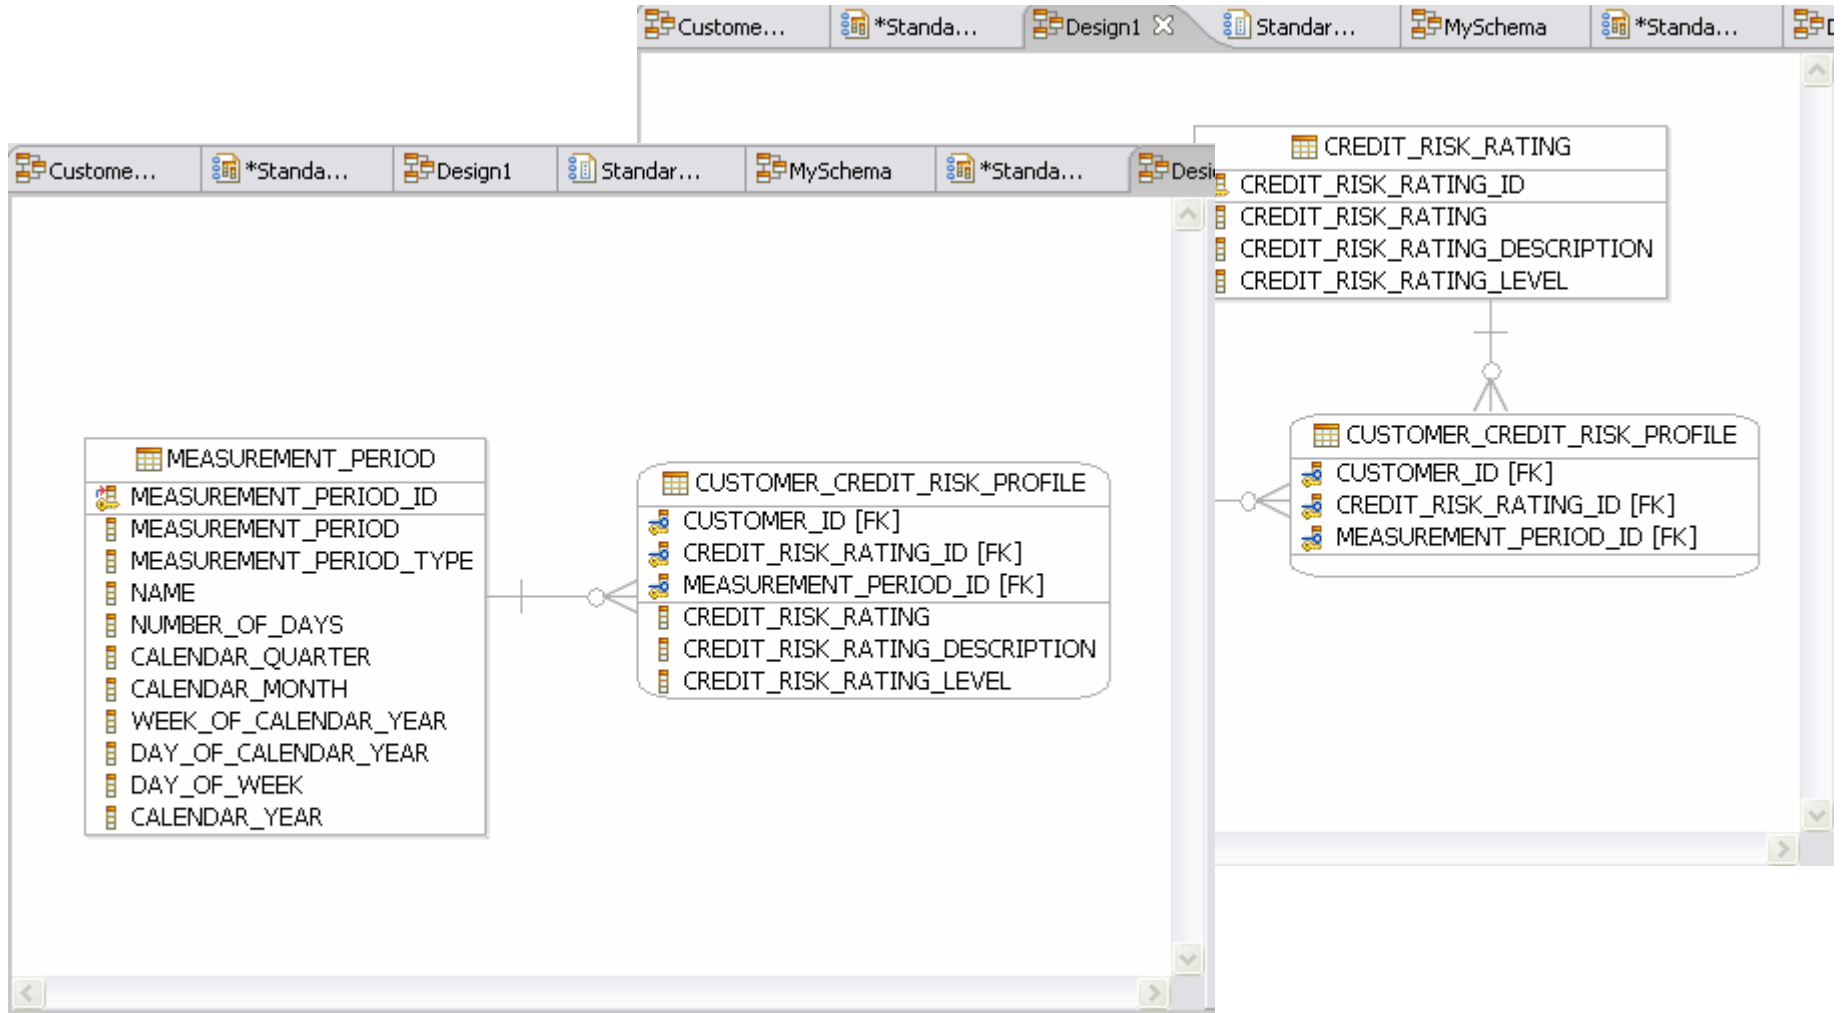 Custome...
*Standa...
Design1
Standar...
MySchema
*Standa...
CREDIT_RISK_RATING
CREDIT_RISK_RATING_ID
CREDIT_RISK_RATING
CREDIT_RISK_RATING_DESCRIPTION
CREDIT_RISK_RATING_LEVEL
CUSTOMER_CREDIT_RISK_PROFILE
CUSTOMER_ID [FK]
CREDIT_RISK_RATING_ID [FK]
MEASUREMENT_PERIOD_ID [FK]
Custome...
*Standa...
Design1
Standar...
MySchema
*Standa...
MEASUREMENT_PERIOD
MEASUREMENT_PERIOD_ID
MEASUREMENT_PERIOD
MEASUREMENT_PERIOD_TYPE
NAME
NUMBER_OF_DAYS
CALENDAR_QUARTER
CALENDAR_MONTH
WEEK_OF_CALENDAR_YEAR
DAY_OF_CALENDAR_YEAR
DAY_OF_WEEK
CALENDAR_YEAR
CUSTOMER_CREDIT_RISK_PROFILE
CUSTOMER_ID [FK]
CREDIT_RISK_RATING_ID [FK]
MEASUREMENT_PERIOD_ID [FK]
CREDIT_RISK_RATING
CREDIT_RISK_RATING_DESCRIPTION
CREDIT_RISK_RATING_LEVEL